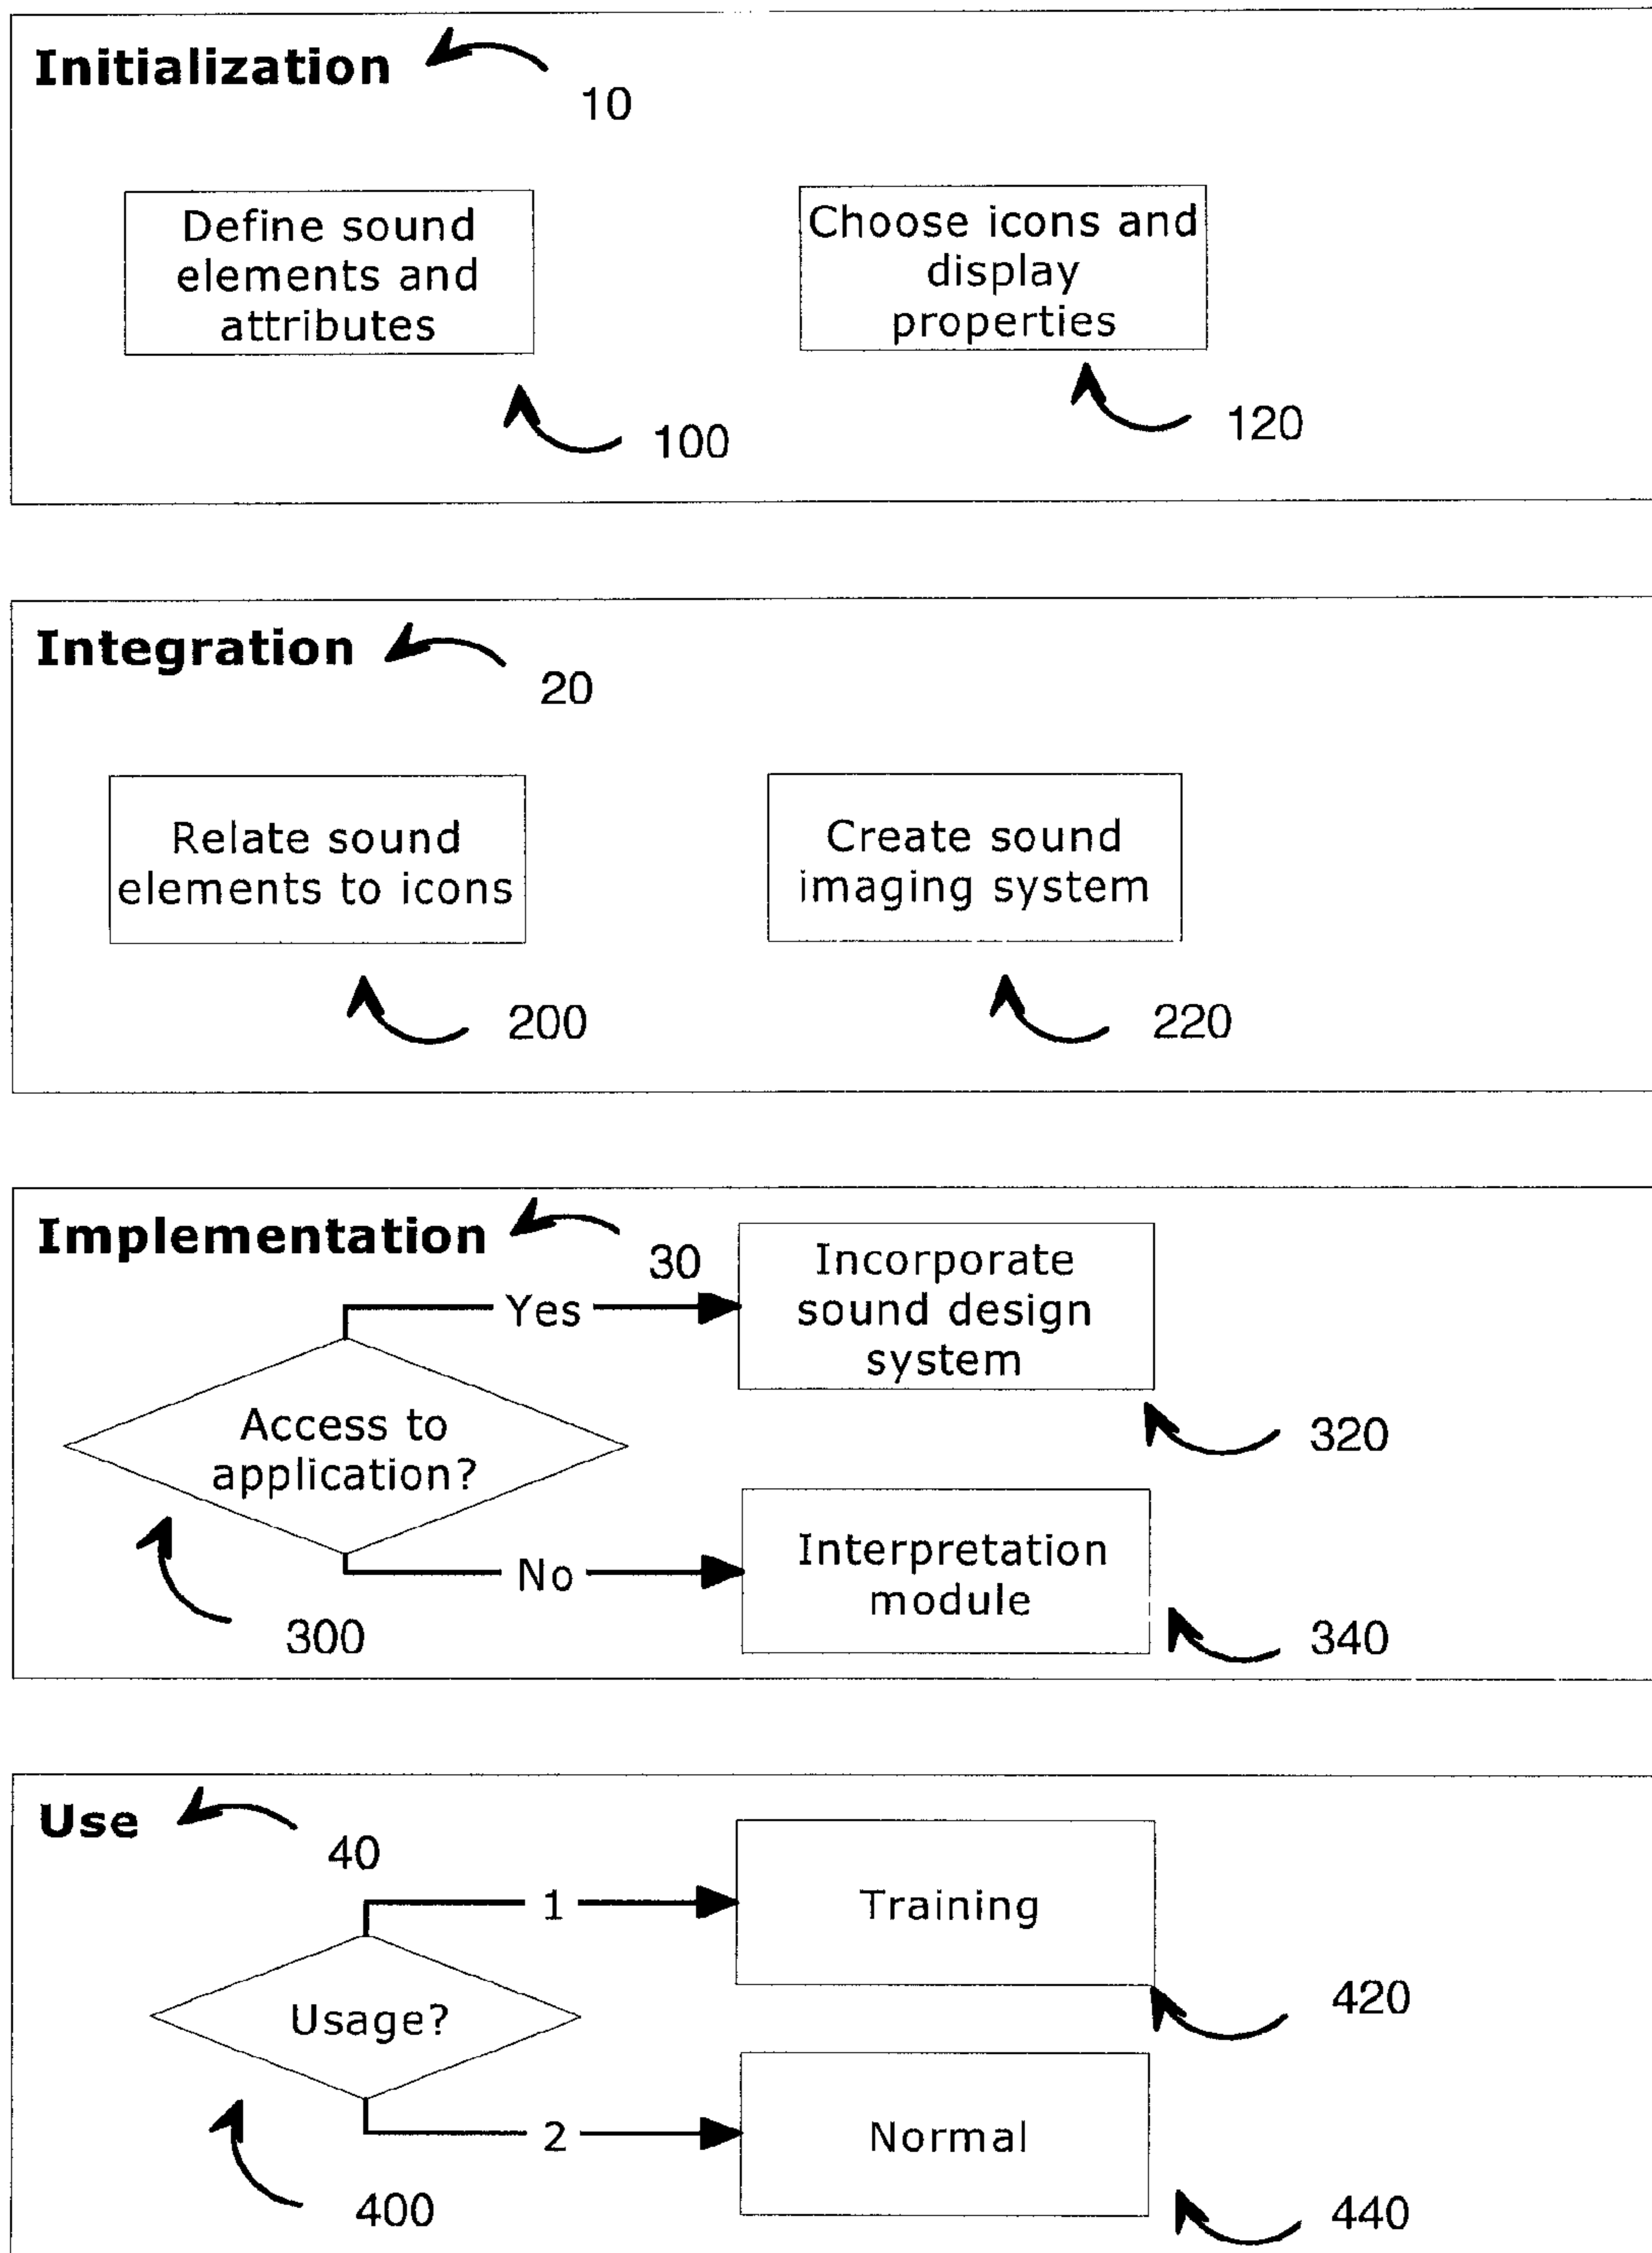 Initialization
10
Define sound
elements and
attributes
100
Choose icons and
display
properties
120
Integration
20
Relate sound
elements to icons
200
Create sound
imaging system
220
Implementation
30
Yes
Incorporate
sound design
system
320
Access to
application?
300
No
Interpretation
module
340
Use
40
1
Training
420
Usage?
400
2
Normal
440